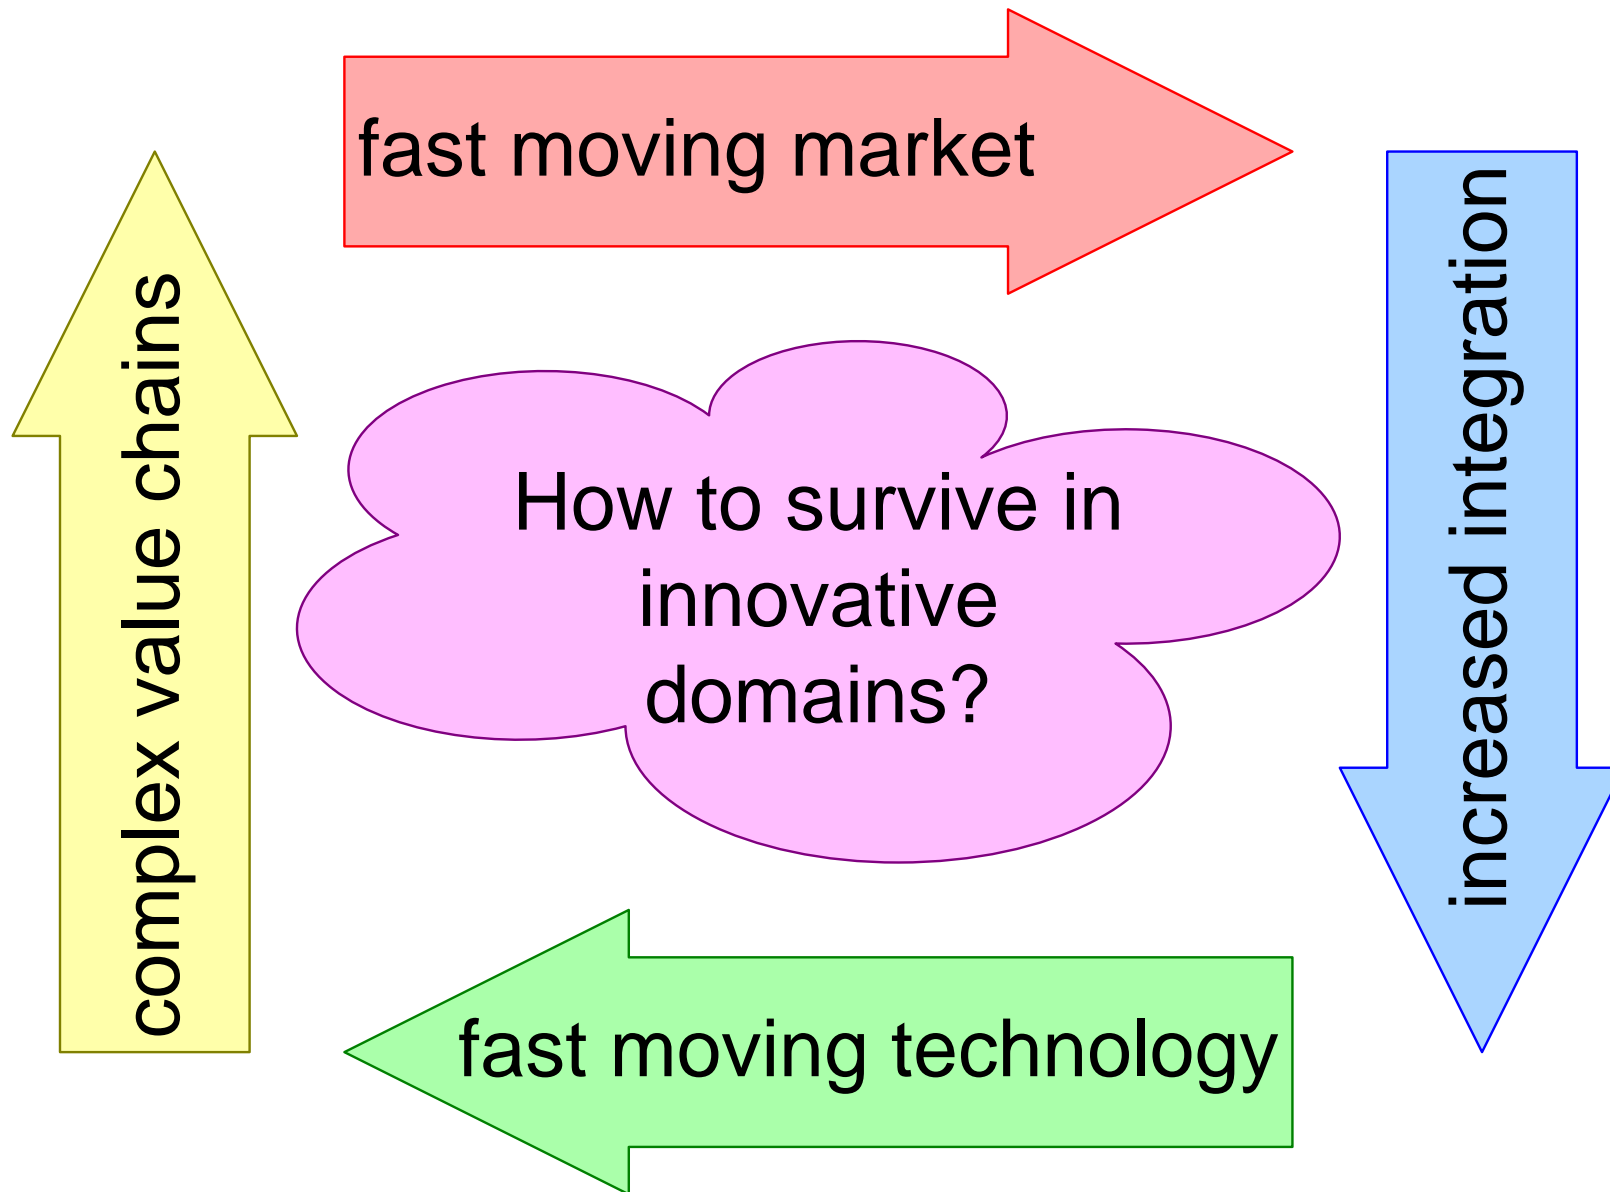 fast moving market
complex value chains
How to survive in
innovative
domains?
increased integration
fast moving technology